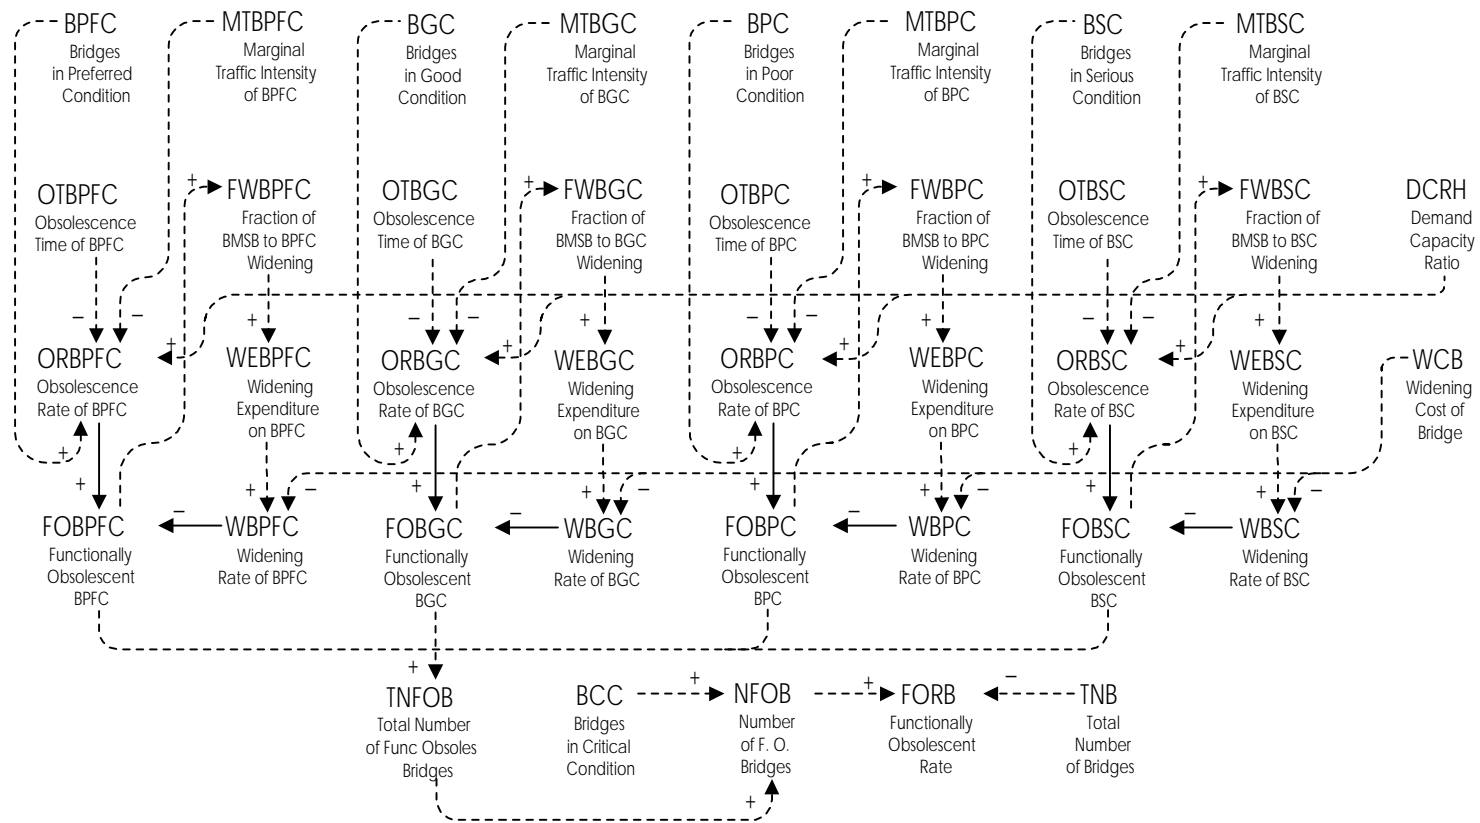 BPFC
Bridges
in Preferred
Condition
MTBPFC
Marginal
Traffic Intensity
of BPFC
BGC
Bridges
in Good
Condition
MTBGC
Marginal
Traffic Intensity
of BGC
BPC
Bridges
in Poor
Condition
MTBPC
Marginal
Traffic Intensity
of BPC
BSC
Bridges
in Serious
Condition
MTBSC
Marginal
Traffic Intensity
of BSC
OTBPFC
Obsolescence
Time of BPFC
+
FWBPFC
Fraction of
BMSB to BPFC
Widening
OTBGC
Obsolescence
Time of BGC
+
FWBGC
Fraction of
BMSB to BGC
Widening
OTBPC
Obsolescence
Time of BPC
+
FWBPC
Fraction of
BMSB to BPC
Widening
OTBSC
Obsolescence
Time of BSC
+
FWBSC
Fraction of
BMSB to BSC
Widening
DCRH
Demand
Capacity
Ratio
− − + + − − + + − − + + − − + +
ORBPFC
Obsolescence
Rate of BPFC
WEBPFC
Widening
Expenditure
on BPFC
ORBGC
Obsolescence
Rate of BGC
WEBGC
Widening
Expenditure
on BGC
ORBPC
Obsolescence
Rate of BPC
WEBPC
Widening
Expenditure
on BPC
ORBSC
Obsolescence
Rate of BSC
WEBSC
Widening
Expenditure
on BSC
WCB
Widening
Cost of
Bridge
+ + + +
+ + − + + − + + − + + −
FOBPFC
Functionally
Obsolescent
BPFC
−
WBPFC
Widening
Rate of BPFC
FOBGC
Functionally
Obsolescent
BGC
−
WBGC
Widening
Rate of BGC
FOBPC
Functionally
Obsolescent
BPC
−
WBPC
Widening
Rate of BPC
FOBSC
Functionally
Obsolescent
BSC
−
WBSC
Widening
Rate of BSC
+
TNFOB
Total Number
of Func Obsoles
Bridges
BCC
Bridges
in Critical
Condition
+
NFOB
Number
of F. O.
Bridges
+
FORB
Functionally
Obsolescent
Rate
−
TNB
Total
Number
of Bridges
+